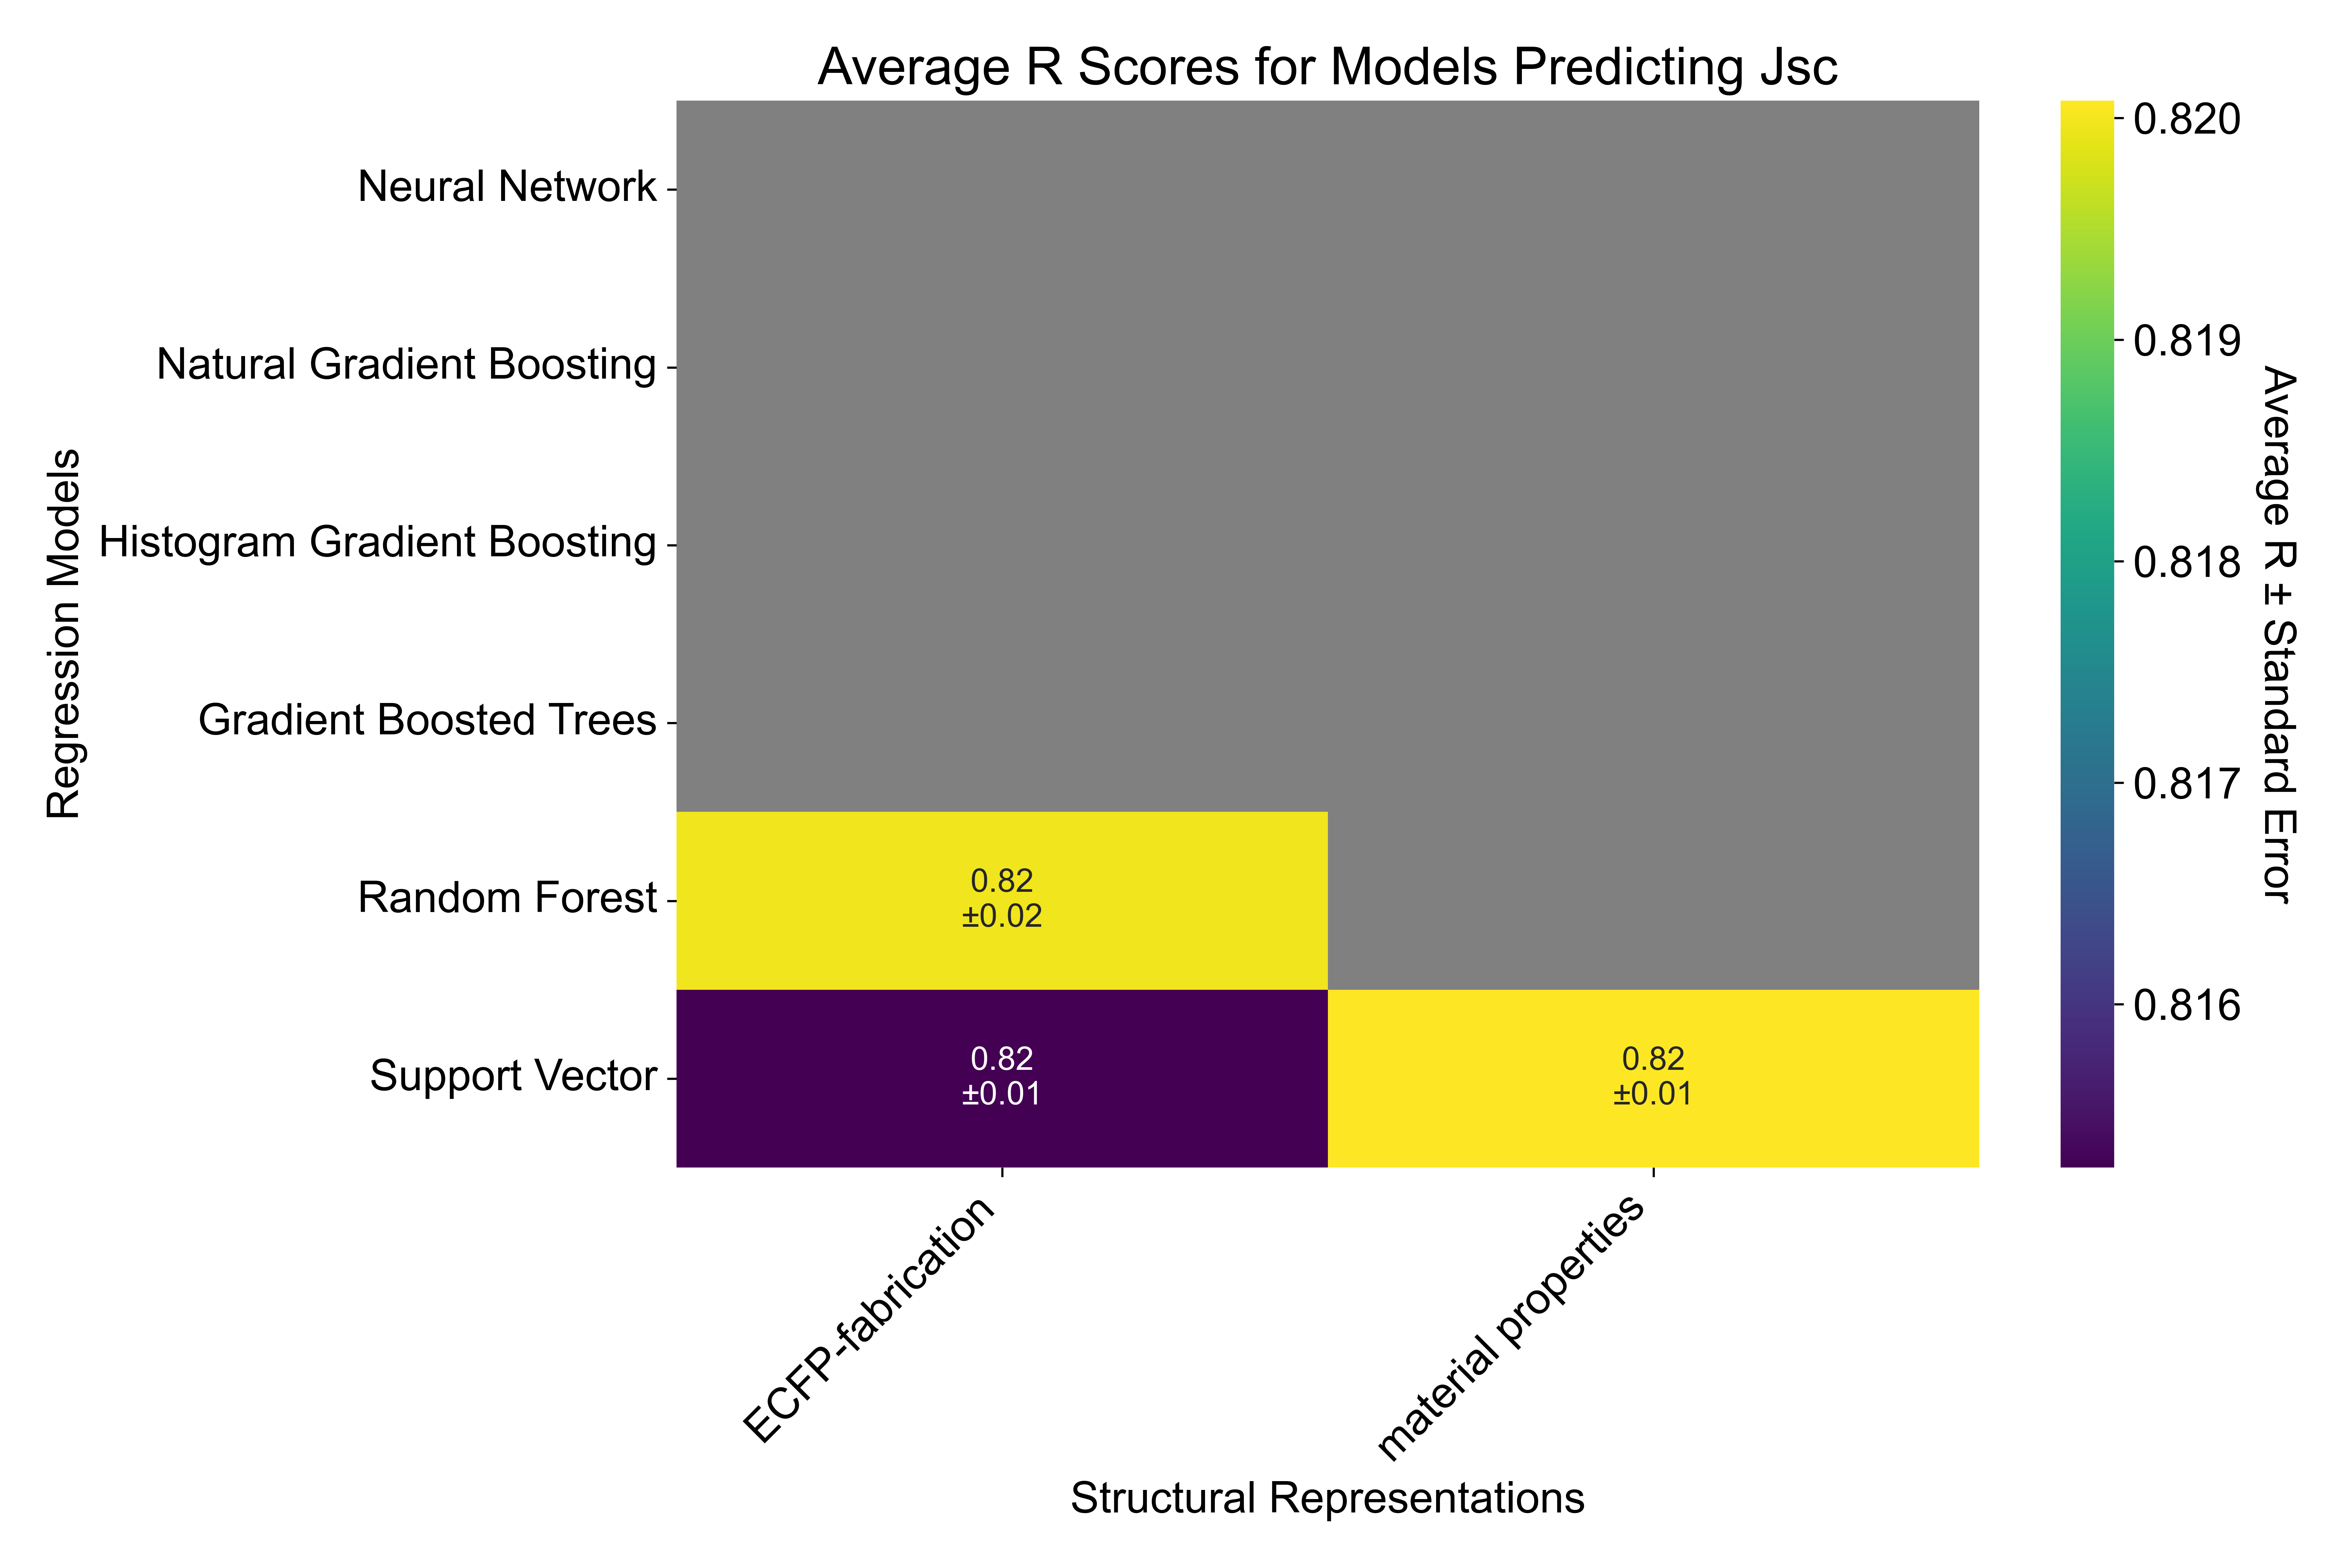 Average R Scores for Models Predicting Jsc
Regression Models
Neural Network
Natural Gradient Boosting
Histogram Gradient Boosting
Gradient Boosted Trees
Random Forest
Support Vector
0.82
±0.02
0.82
±0.01
0.82
±0.01
ECFP-fabrication
material properties
Structural Representations
0.820
0.819
0.818
0.817
0.816
Average R ± Standard Error